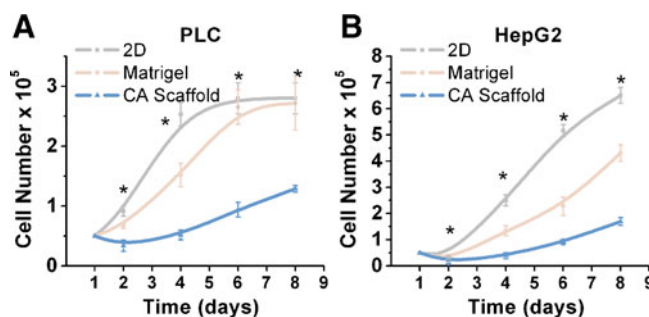 A
PLC
2D
Matrigel
CA Scaffold
Cell Number x 10⁵
3
2
1
0
1 2 3 4 5 6 7 8 9
Time (days)
* * * *
B
HepG2
2D
Matrigel
CA Scaffold
Cell Number x 10⁵
8
7
6
5
4
3
2
1
0
1 2 3 4 5 6 7 8 9
Time (days)
* * * *